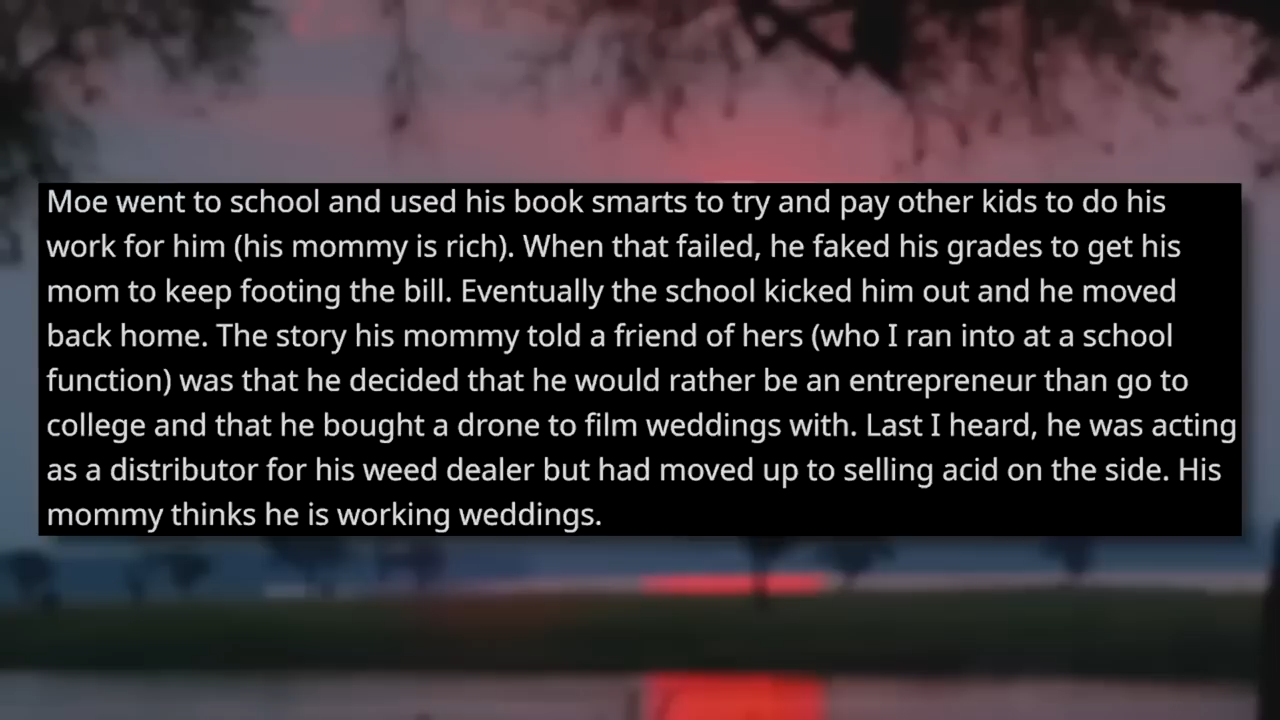 Moe went to school and used his book smarts to try and pay other kids to do his
work for him (his mommy is rich). When that failed, he faked his grades to get his
mom to keep footing the bill. Eventually the school kicked him out and he moved
back home. The story his mommy told a friend of hers (who I ran into at a school
function) was that he decided that he would rather be an entrepreneur than go to
college and that he bought a drone to film weddings with. Last I heard, he was acting
as a distributor for his weed dealer but had moved up to selling acid on the side. His
mommy thinks he is working weddings.